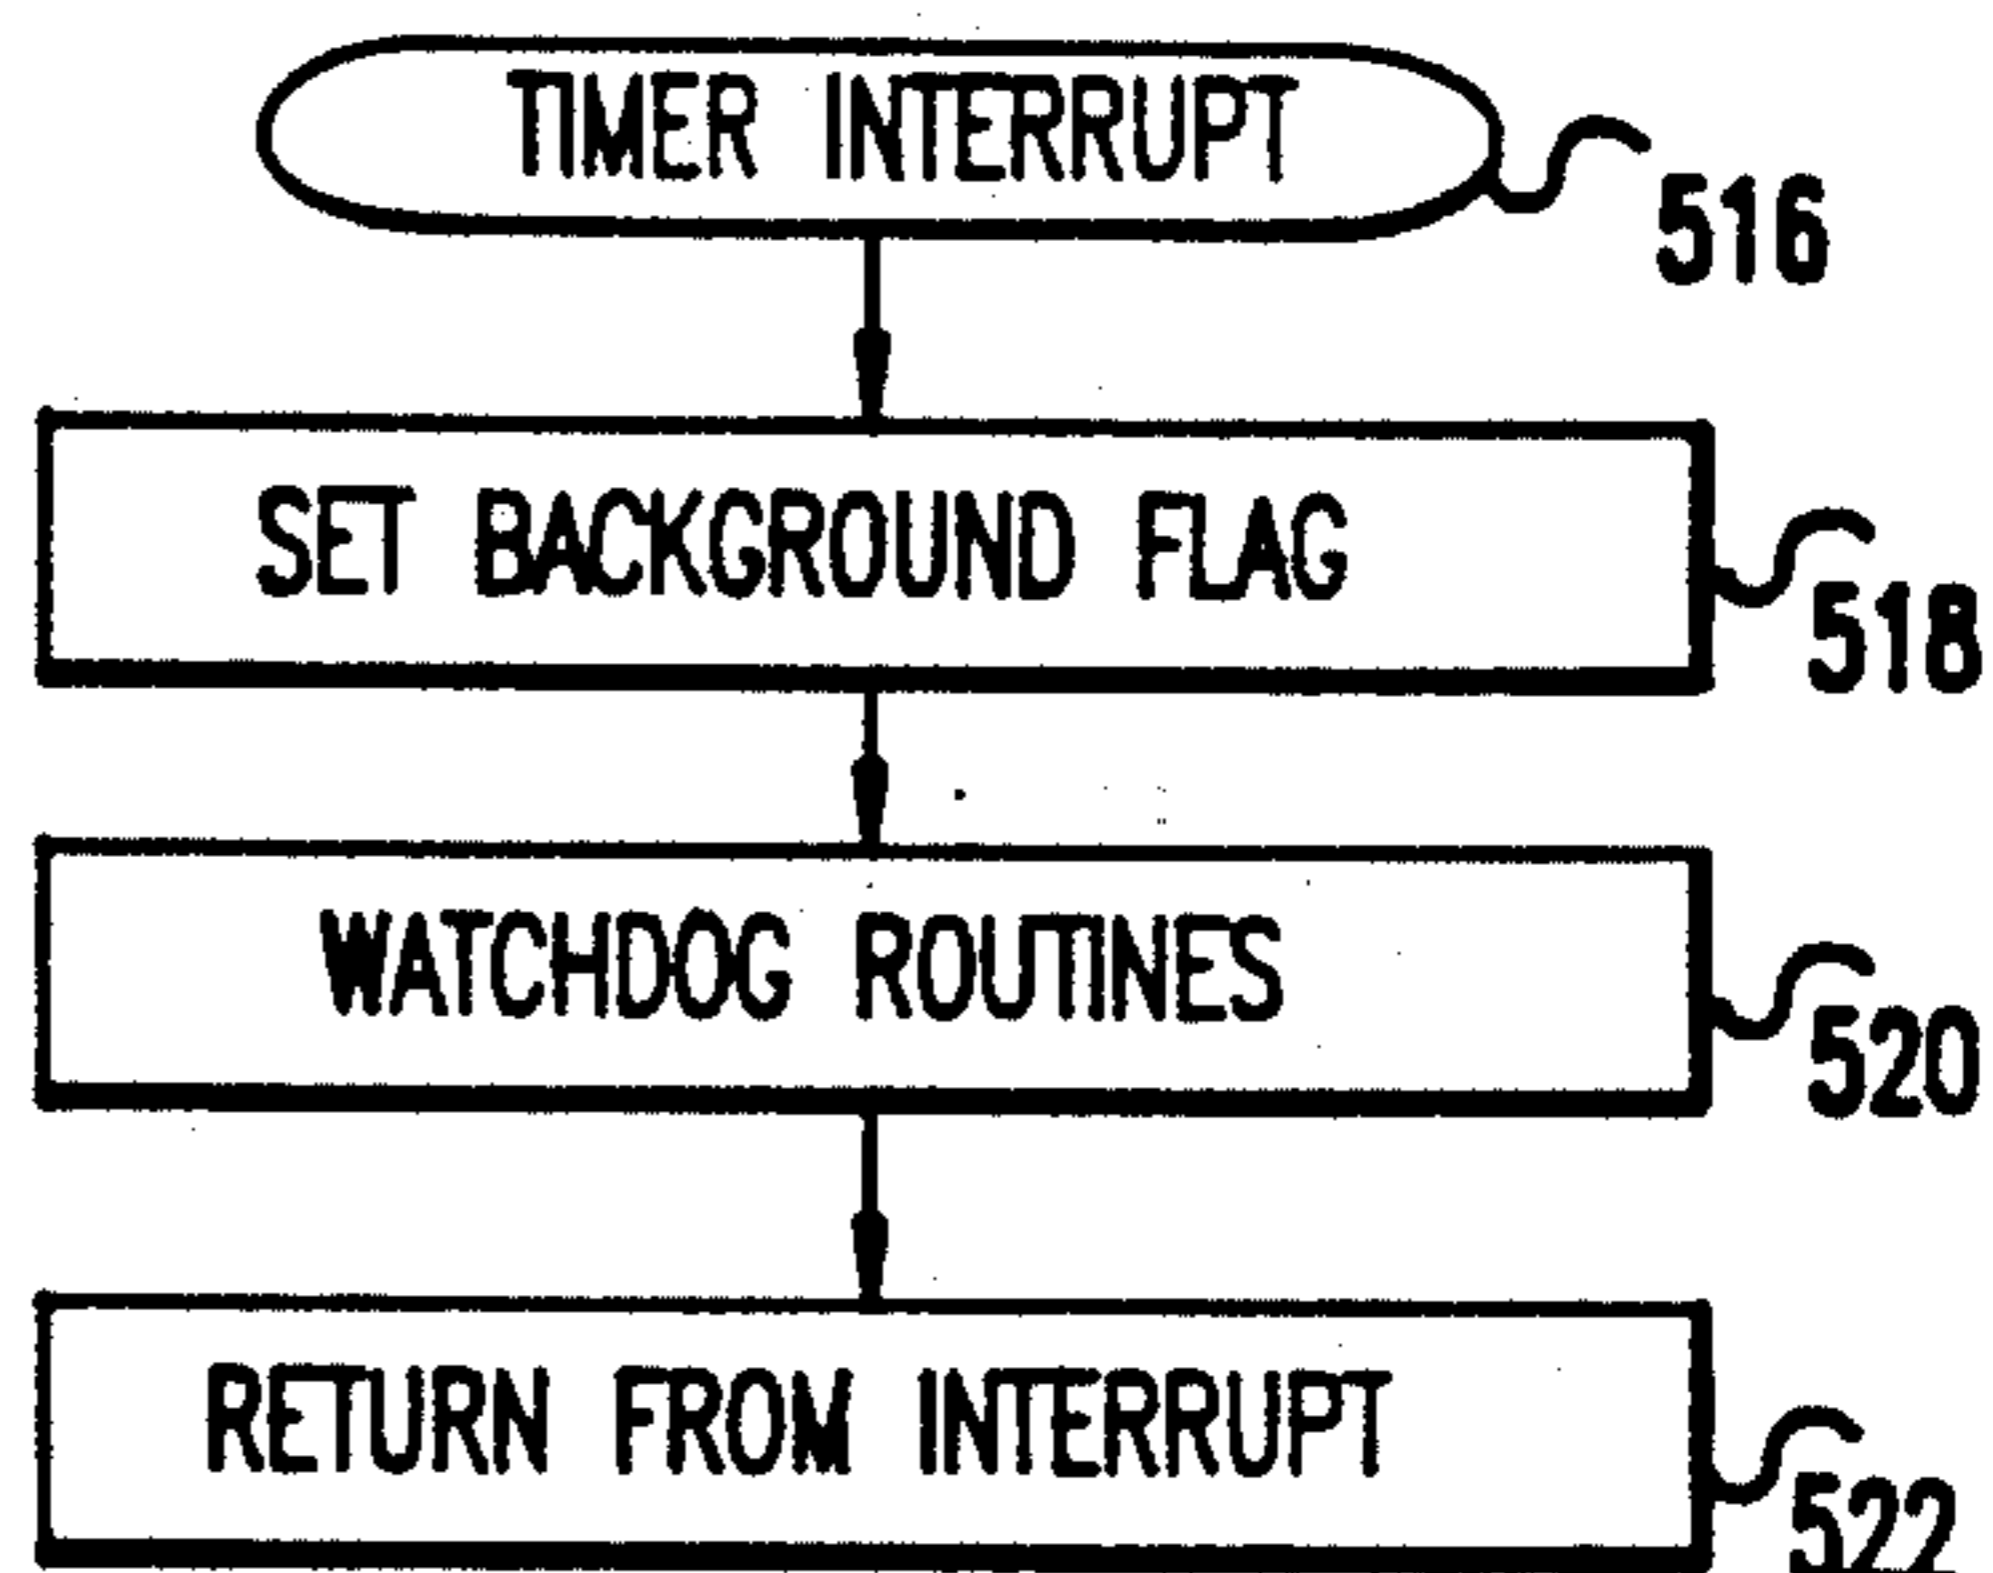 TIMER INTERRUPT
516
SET BACKGROUND FLAG
518
WATCHDOG ROUTINES
520
RETURN FROM INTERRUPT
522